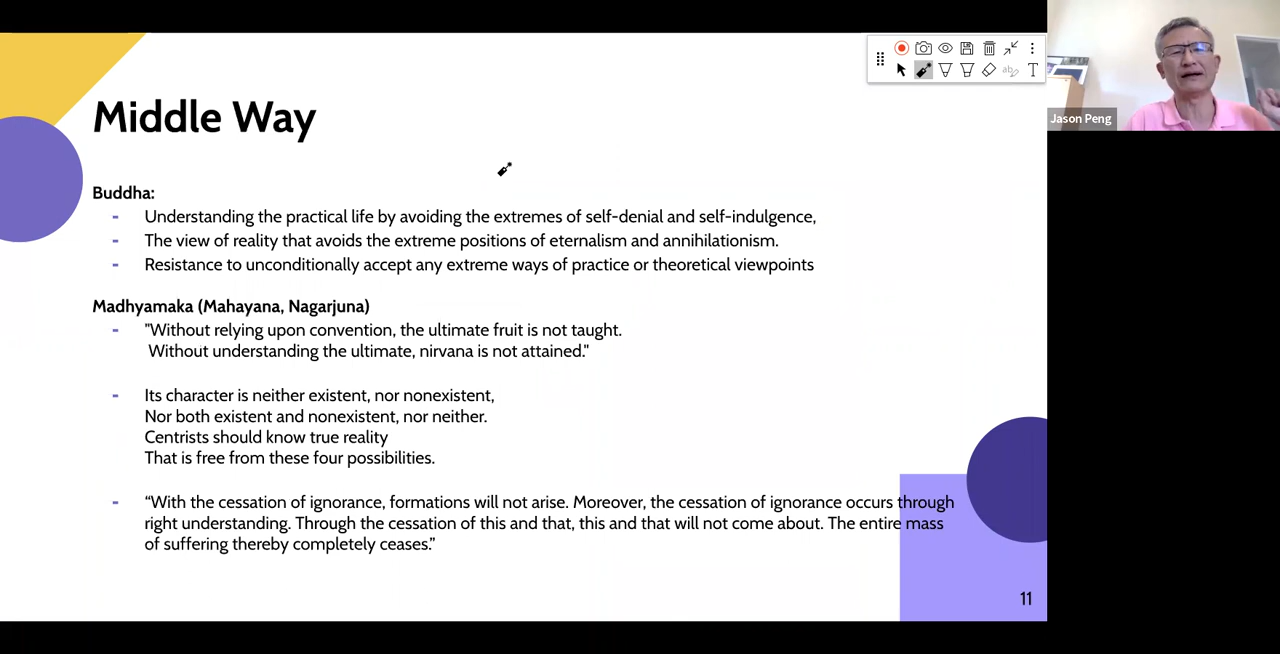 Middle Way
Buddha:
- Understanding the practical life by avoiding the extremes of self-denial and self-indulgence,
- The view of reality that avoids the extreme positions of eternalism and annihilationism.
- Resistance to unconditionally accept any extreme ways of practice or theoretical viewpoints
Madhyamaka (Mahayana, Nagarjuna)
- "Without relying upon convention, the ultimate fruit is not taught.
Without understanding the ultimate, nirvana is not attained."
- Its character is neither existent, nor nonexistent,
Nor both existent and nonexistent, nor neither.
Centrists should know true reality
That is free from these four possibilities.
- “With the cessation of ignorance, formations will not arise. Moreover, the cessation of ignorance occurs through
right understanding. Through the cessation of this and that, this and that will not come about. The entire mass
of suffering thereby completely ceases.”
11
ab
T
Jason Peng